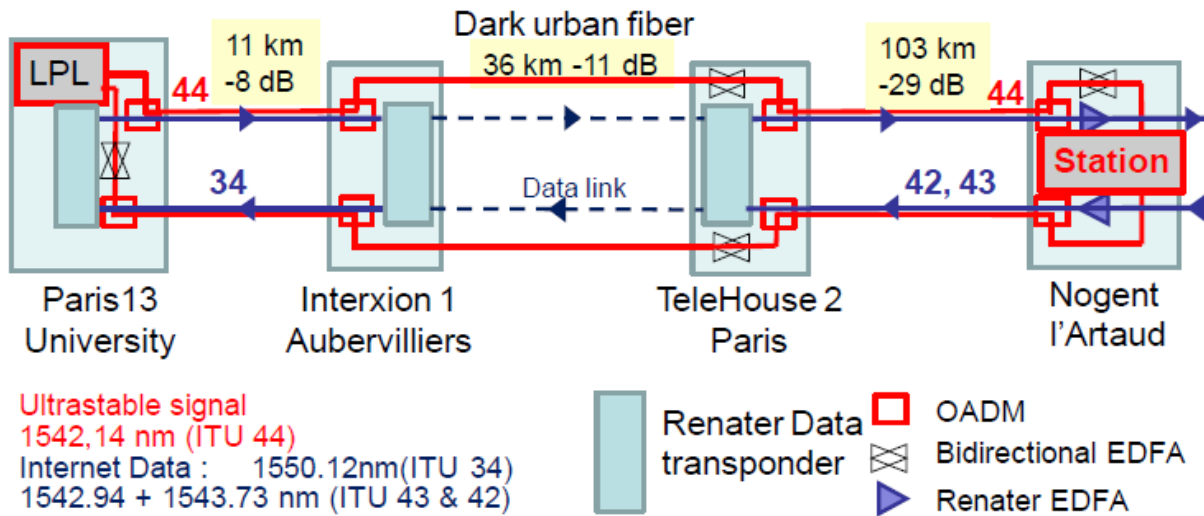 Dark urban fiber
11 km
-8 dB
36 km -11 dB
103 km
-29 dB
LPL
44
44
Station
34
Data link
42, 43
Paris13
University
Interxion 1
Aubervilliers
TeleHouse 2
Paris
Nogent
l'Artaud
Ultrastable signal
1542,14 nm (ITU 44)
Internet Data :     1550.12nm(ITU 34)
1542.94 + 1543.73 nm (ITU 43 & 42)
Renater Data
transponder
OADM
Bidirectional EDFA
Renater EDFA